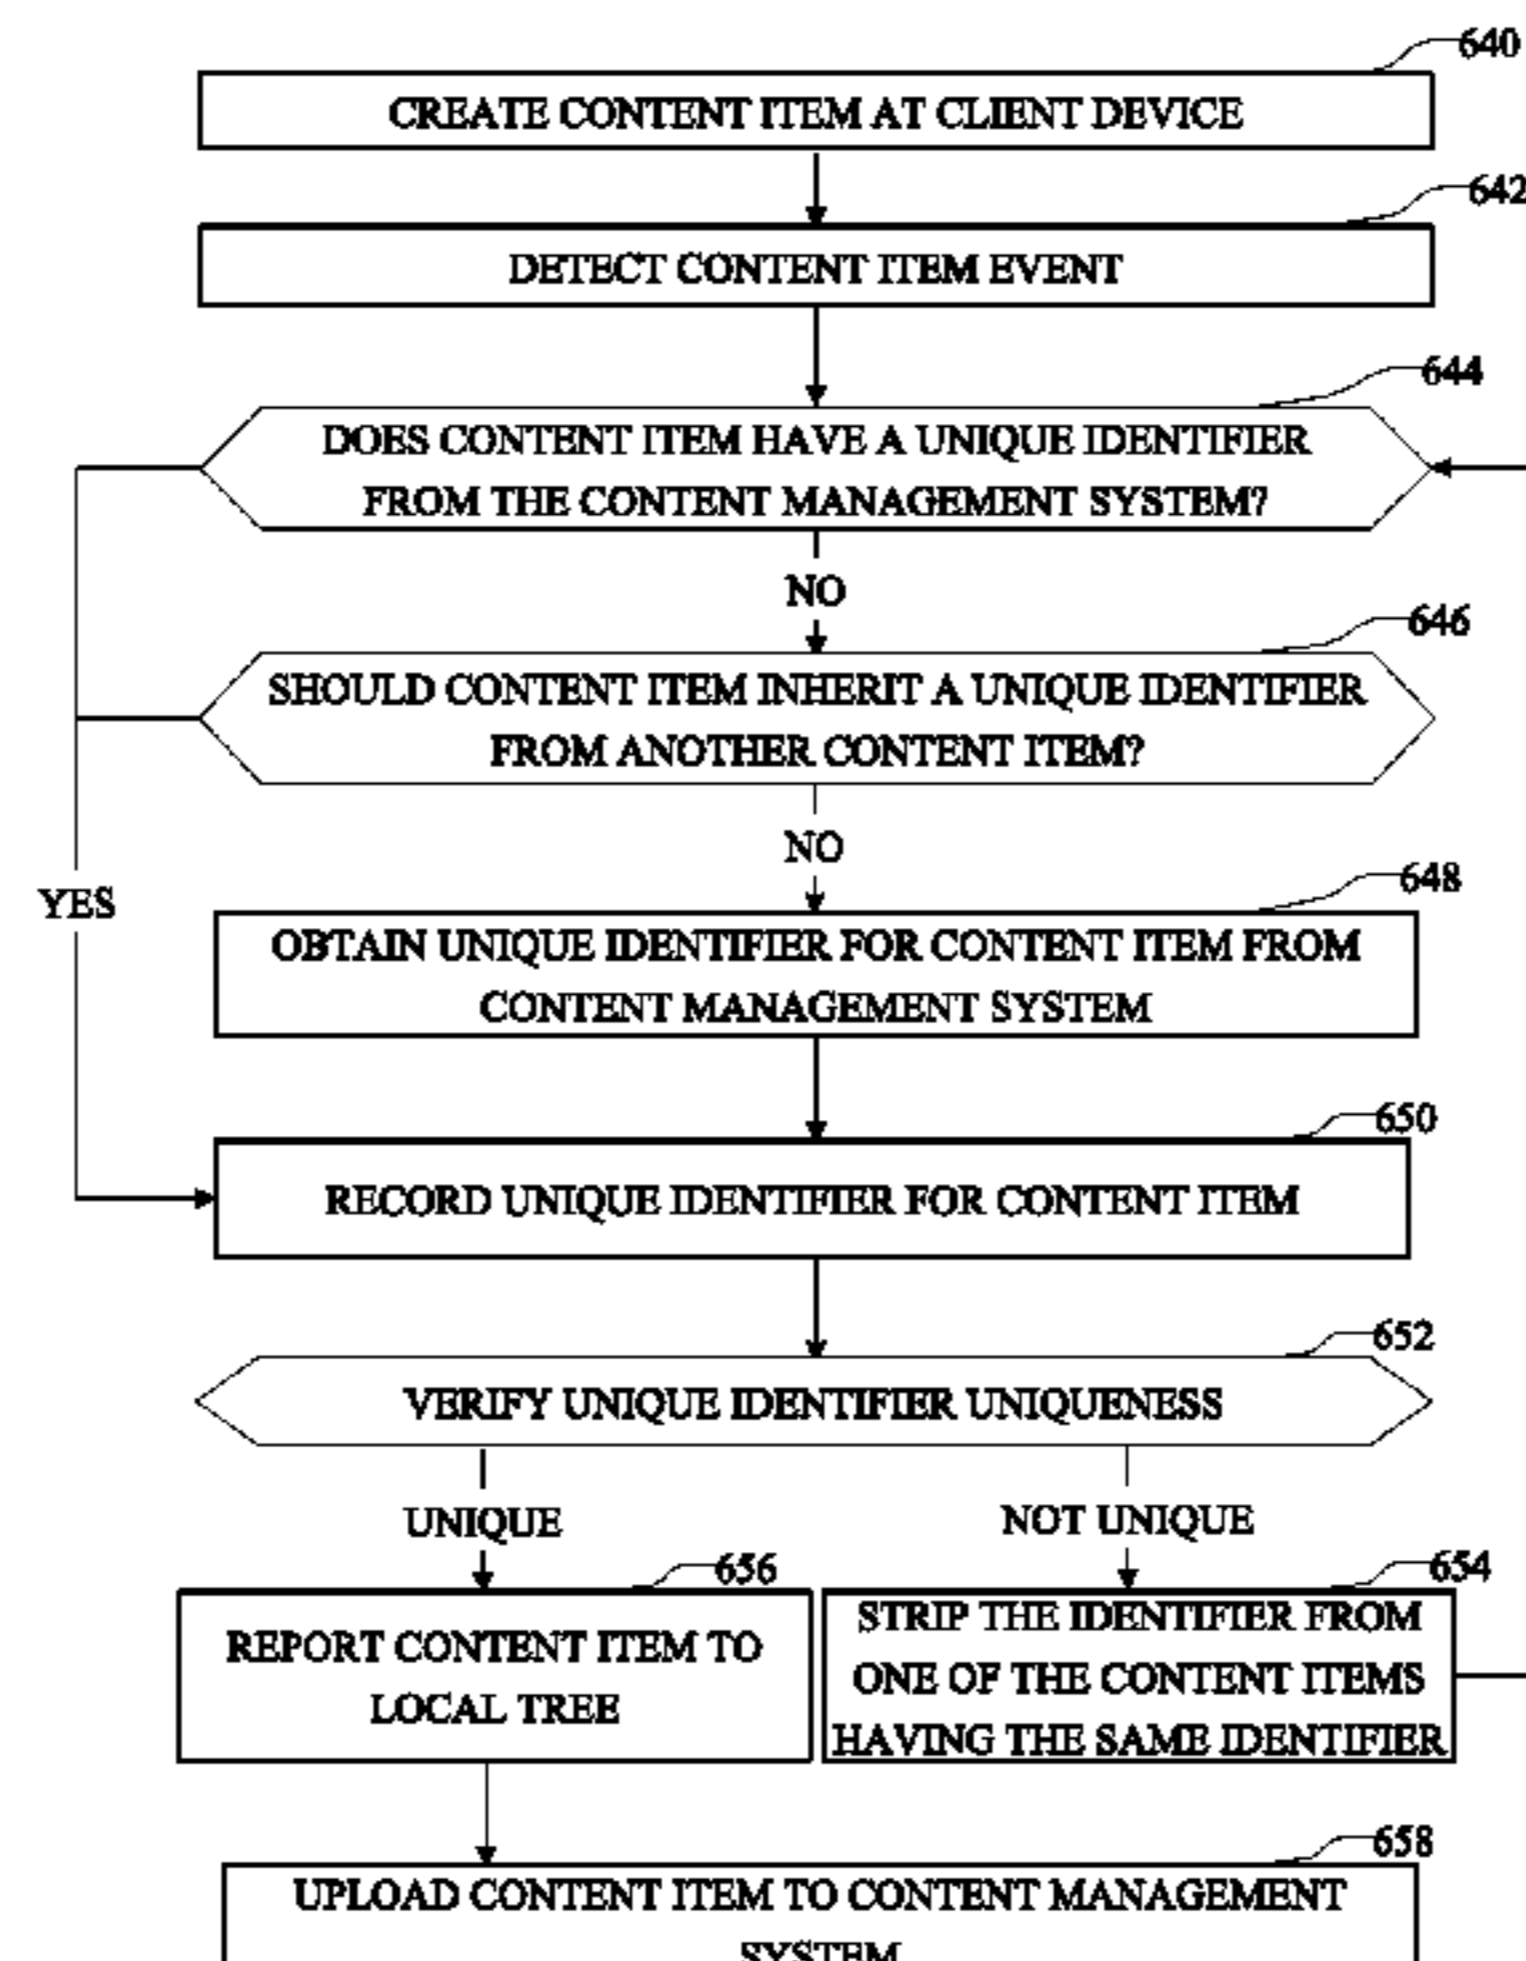 640
CREATE CONTENT ITEM AT CLIENT DEVICE
642
DETECT CONTENT ITEM EVENT
644
DOES CONTENT ITEM HAVE A UNIQUE IDENTIFIER
FROM THE CONTENT MANAGEMENT SYSTEM?
NO
646
SHOULD CONTENT ITEM INHERIT A UNIQUE IDENTIFIER
FROM ANOTHER CONTENT ITEM?
NO
YES
648
OBTAIN UNIQUE IDENTIFIER FOR CONTENT ITEM FROM
CONTENT MANAGEMENT SYSTEM
650
RECORD UNIQUE IDENTIFIER FOR CONTENT ITEM
652
VERIFY UNIQUE IDENTIFIER UNIQUENESS
UNIQUE
NOT UNIQUE
656
REPORT CONTENT ITEM TO
LOCAL TREE
654
STRIP THE IDENTIFIER FROM
ONE OF THE CONTENT ITEMS
HAVING THE SAME IDENTIFIER
658
UPLOAD CONTENT ITEM TO CONTENT MANAGEMENT
SYSTEM